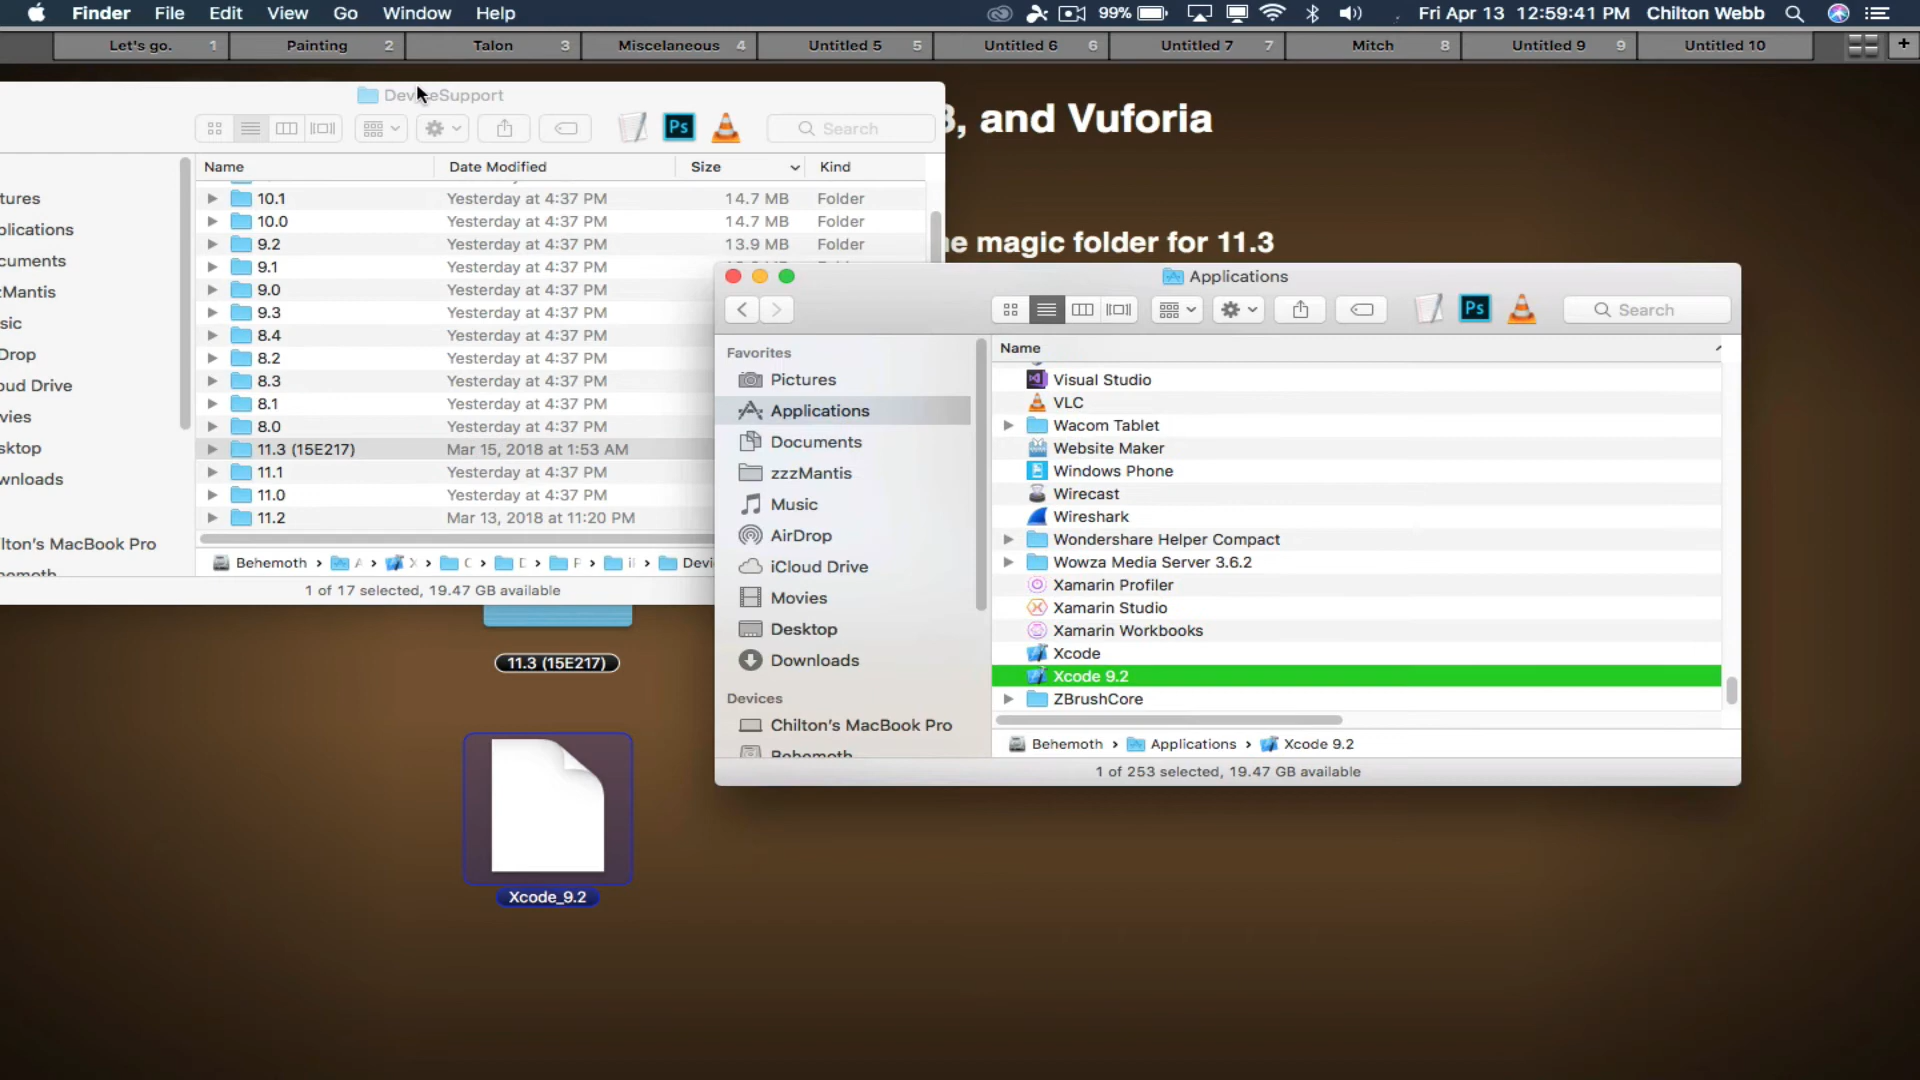 Finder File Edit View Go Window Help 99% Fri Apr 13 12:59:41 PM Chilton Webb
Let's go. 1 Painting 2 Talon 3 Miscelaneous 4 Untitled 5 5 Untitled 6 6 Untitled 7 7 Mitch 8 Untitled 9 9 Untitled 10 +
3, and Vuforia
magic folder for 11.3
Search
Name Date Modified Size Kind
10.1 Yesterday at 4:37 PM 14.7 MB Folder
10.0 Yesterday at 4:37 PM 14.7 MB Folder
9.2 Yesterday at 4:37 PM 13.9 MB Folder
9.1 Yesterday at 4:37 PM
9.0 Yesterday at 4:37 PM
9.3 Yesterday at 4:37 PM
8.4 Yesterday at 4:37 PM
8.2 Yesterday at 4:37 PM
8.3 Yesterday at 4:37 PM
8.1 Yesterday at 4:37 PM
8.0 Yesterday at 4:37 PM
11.3 (15E217) Mar 15, 2018 at 1:53 AM
11.1 Yesterday at 4:37 PM
11.0 Yesterday at 4:37 PM
11.2 Mar 13, 2018 at 11:20 PM
tures
plications
cuments
zMantis
sic
Drop
oud Drive
vies
sktop
wnloads
lton's MacBook Pro
Behemoth Devi
1 of 17 selected, 19.47 GB available
11.3 (15E217)
Xcode_9.2
Applications
Ps
Search
Favorites
Pictures
Applications
Documents
zzzMantis
Music
AirDrop
iCloud Drive
Movies
Desktop
Downloads
Devices
Chilton's MacBook Pro
Behemoth
Name
Visual Studio
VLC
Wacom Tablet
Website Maker
Windows Phone
Wirecast
Wireshark
Wondershare Helper Compact
Wowza Media Server 3.6.2
Xamarin Profiler
Xamarin Studio
Xamarin Workbooks
Xcode
Xcode 9.2
ZBrushCore
Behemoth Applications Xcode 9.2
1 of 253 selected, 19.47 GB available